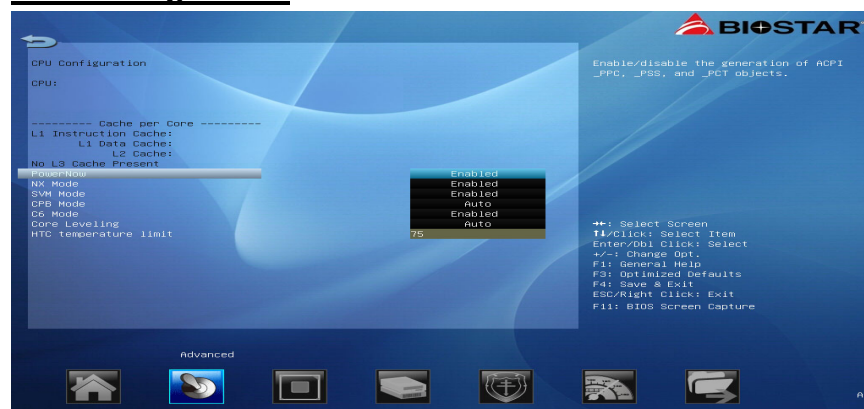 BIOSTAR
CPU Configuration
CPU:
--------- Cache per Core ---------
L1 Instruction Cache:
L1 Data Cache:
L2 Cache:
No L3 Cache Present
PowerNow Enabled
NX Mode Enabled
SVM Mode Enabled
CPB Mode Auto
C6 Mode Enabled
Core Leveling Auto
HTC temperature limit 75
Enable/disable the generation of ACPI
_PPC, _PSS, and _PCT objects.
→←: Select Screen
↑↓/Click: Select Item
Enter/Dbl Click: Select
+/-: Change Opt.
F1: General Help
F3: Optimized Defaults
F4: Save & Exit
ESC/Right Click: Exit
F11: BIOS Screen Capture
Advanced
A